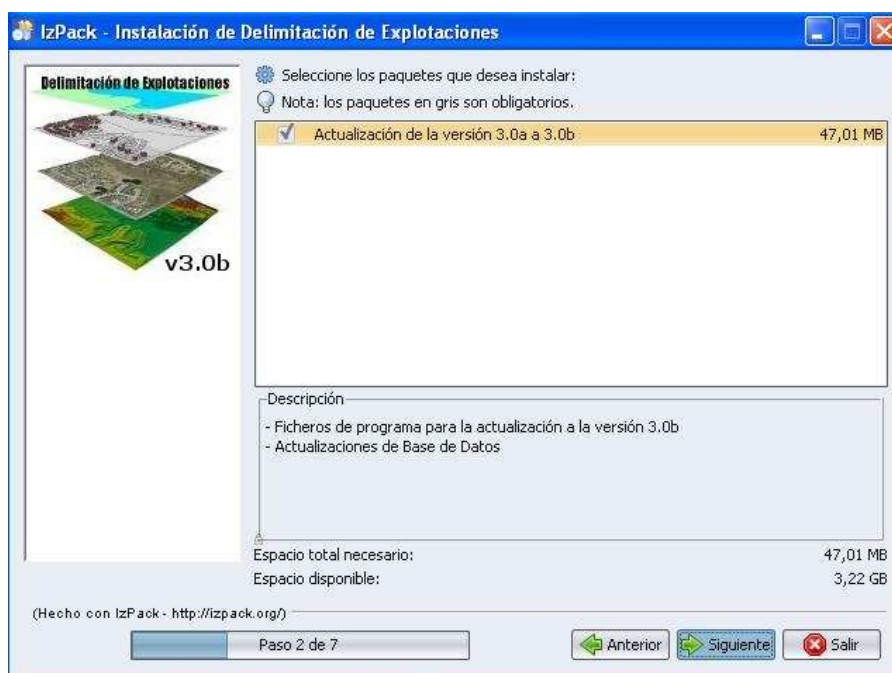 IzPack - Instalación de Delimitación de Explotaciones
Delimitación de Explotaciones
v3.0b
Seleccione los paquetes que desea instalar:
Nota: los paquetes en gris son obligatorios.
Actualización de la versión 3.0a a 3.0b 47,01 MB
Descripción
- Ficheros de programa para la actualización a la versión 3.0b
- Actualizaciones de Base de Datos
Espacio total necesario: 47,01 MB
Espacio disponible: 3,22 GB
(Hecho con IzPack - http://izpack.org/)
Paso 2 de 7
Anterior
Siguiente
Salir